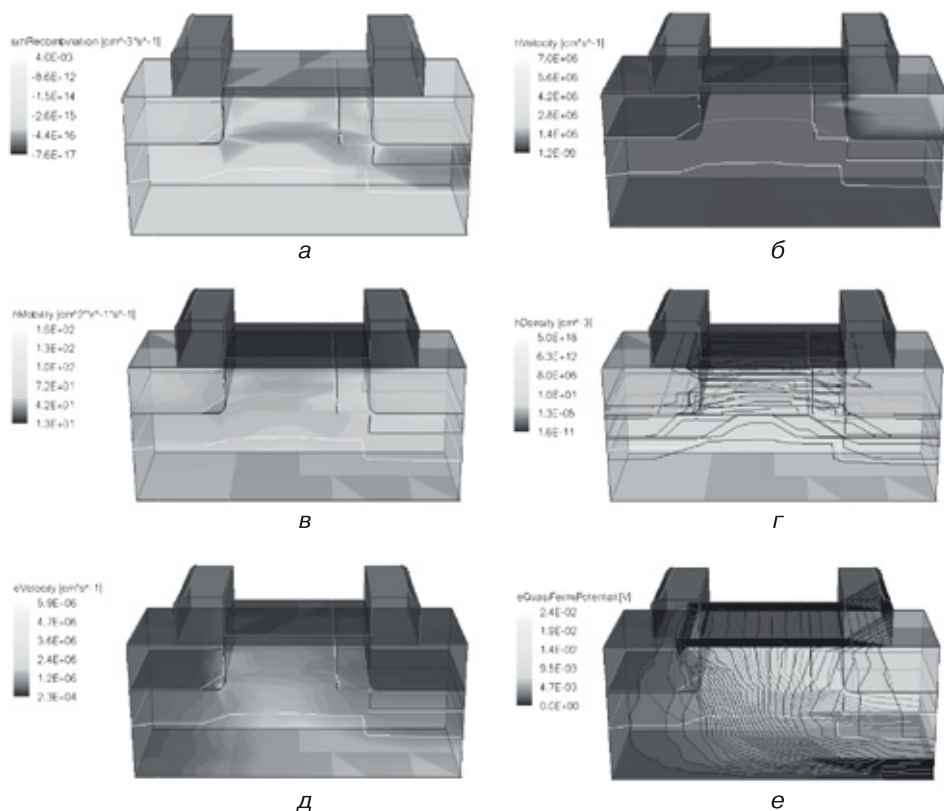 srhRecombination [cm^-3*s^-1]
4.0E-03
-8.6E-12
-1.5E-14
-2.6E-15
-4.4E+16
-7.6E+17
а
hVelocity [cm*s^-1]
7.0E+06
5.6E+06
4.2E+06
2.8E+06
1.4E+06
1.2E-09
б
hMobility [cm^2*V^-1*s^-1]
1.6E+02
1.3E+02
1.0E+02
7.2E+01
4.2E+01
1.3E+01
в
hDensity [cm^-3]
5.0E+18
6.3E+12
8.0E+06
1.0E+01
1.3E-05
1.6E-11
г
eVelocity [cm*s^-1]
5.9E+06
4.7E+06
3.6E+06
2.4E+06
1.2E+06
2.3E+04
д
eQuasiFermiPotential [V]
2.4E-02
1.9E-02
1.4E-02
9.5E-03
4.7E-03
0.0E+00
е